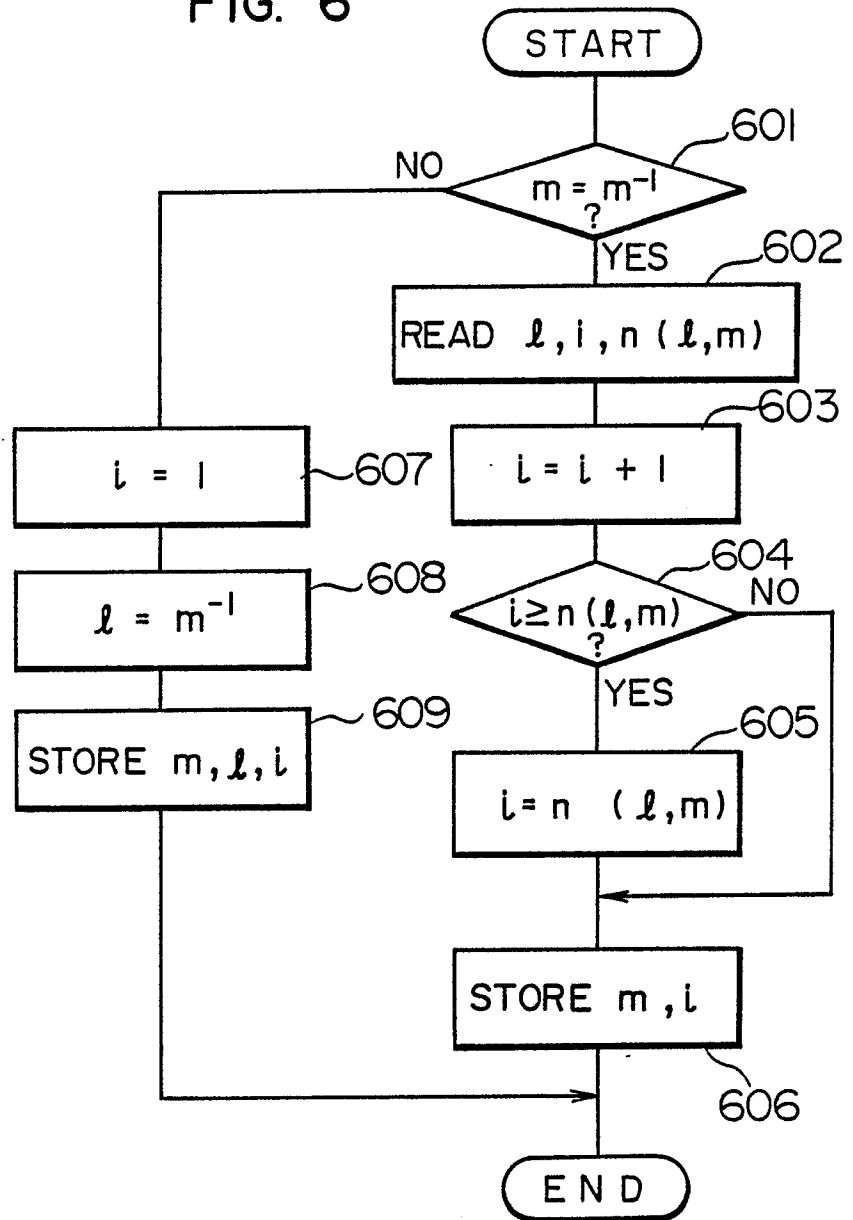 FIG. 6
START
601
NO
m = m⁻¹
?
YES
602
READ ℓ, i, n (ℓ,m)
603
i = i + 1
604
i ≥ n (ℓ,m)
?
NO
YES
605
i = n (ℓ,m)
STORE m, i
606
i = 1
607
ℓ = m⁻¹
608
STORE m, ℓ, i
609
END